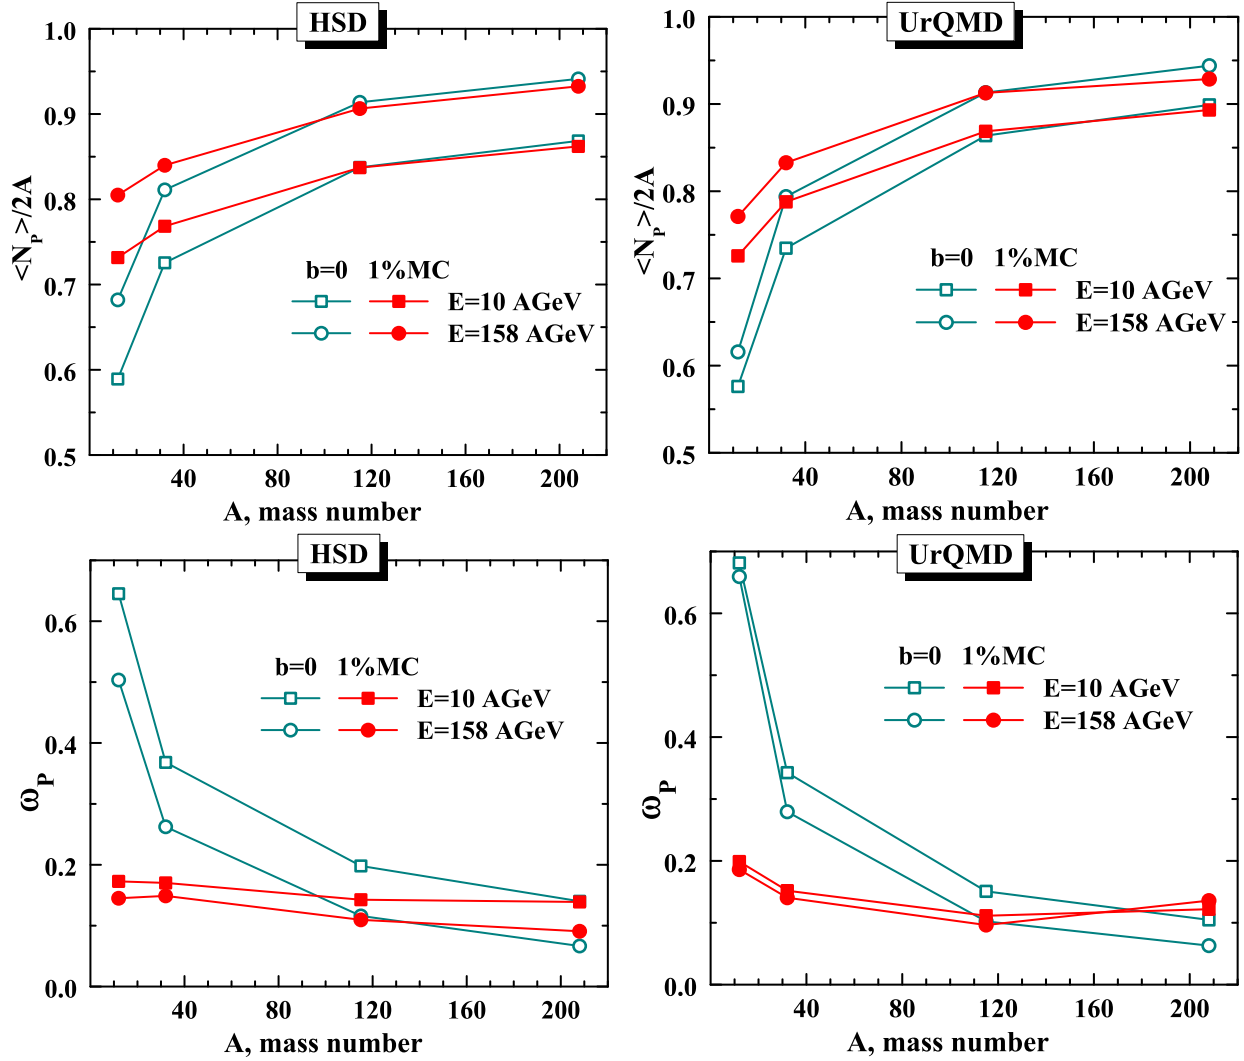 HSD
1.0
0.9
0.8
0.7
0.6
0.5
<N_P>/2A
b=0 1%MC
E=10 AGeV
E=158 AGeV
40 80 120 160 200
A, mass number
UrQMD
1.0
0.9
0.8
0.7
0.6
0.5
<N_P>/2A
b=0 1%MC
E=10 AGeV
E=158 AGeV
40 80 120 160 200
A, mass number
HSD
0.6
0.4
0.2
0.0
ω_P
b=0 1%MC
E=10 AGeV
E=158 AGeV
40 80 120 160 200
A, mass number
UrQMD
0.6
0.4
0.2
0.0
ω_P
b=0 1%MC
E=10 AGeV
E=158 AGeV
40 80 120 160 200
A, mass number